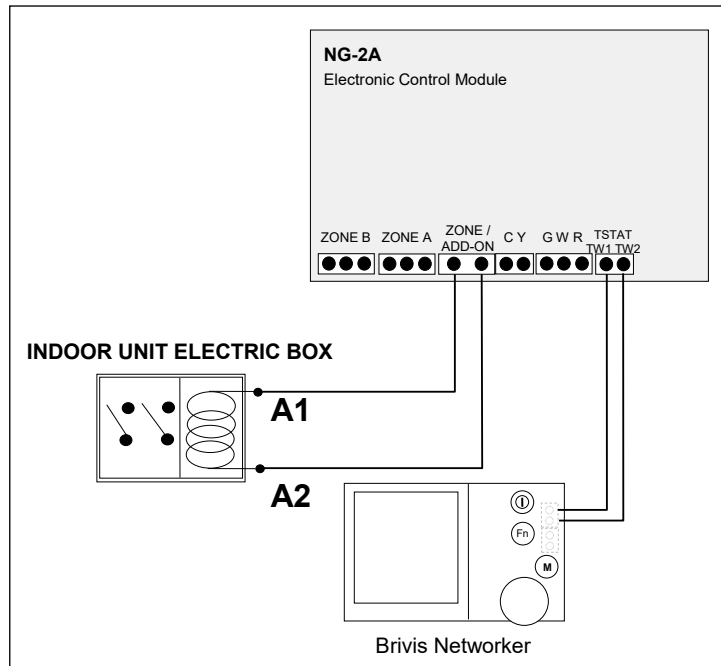 NG-2A
Electronic Control Module
ZONE B ZONE A ZONE / ADD-ON C Y G W R TSTAT
TW1 TW2
INDOOR UNIT ELECTRIC BOX
A1
A2
Fn
M
Brivis Networker